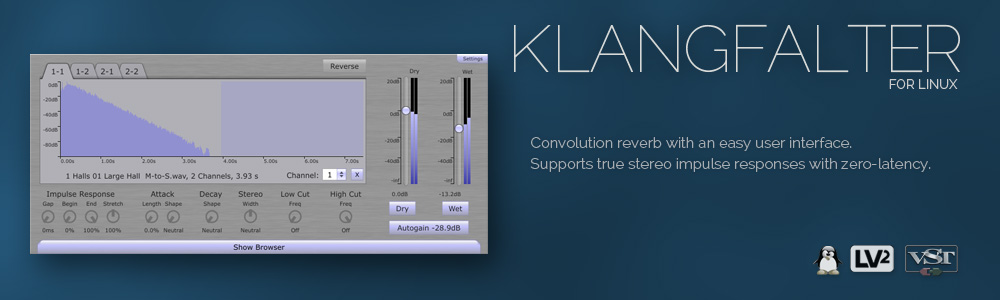 KLANGFALTER
FOR LINUX
Convolution reverb with an easy user interface.
Supports true stereo impulse responses with zero-latency.
Settings
1-1 1-2 2-1 2-2
Reverse
Dry Wet
0dB
-20dB
-40dB
-60dB
-80dB
0.00s 1.00s 2.00s 3.00s 4.00s 5.00s 6.00s 7.00s
1 Halls 01 Large Hall M-to-S.wav, 2 Channels, 3.93 s
Channel: 1 X
20dB 20dB
0dB 0dB
-20dB -20dB
-40dB -40dB
-inf -inf
0.0dB -13.2dB
Dry Wet
Autogain -28.9dB
Impulse Response Attack Decay Stereo Low Cut High Cut
Gap Begin End Stretch Length Shape Shape Width Freq Freq
0ms 0% 100% 100% 0.0% Neutral Neutral Neutral Off Off
Show Browser
LV2
VST